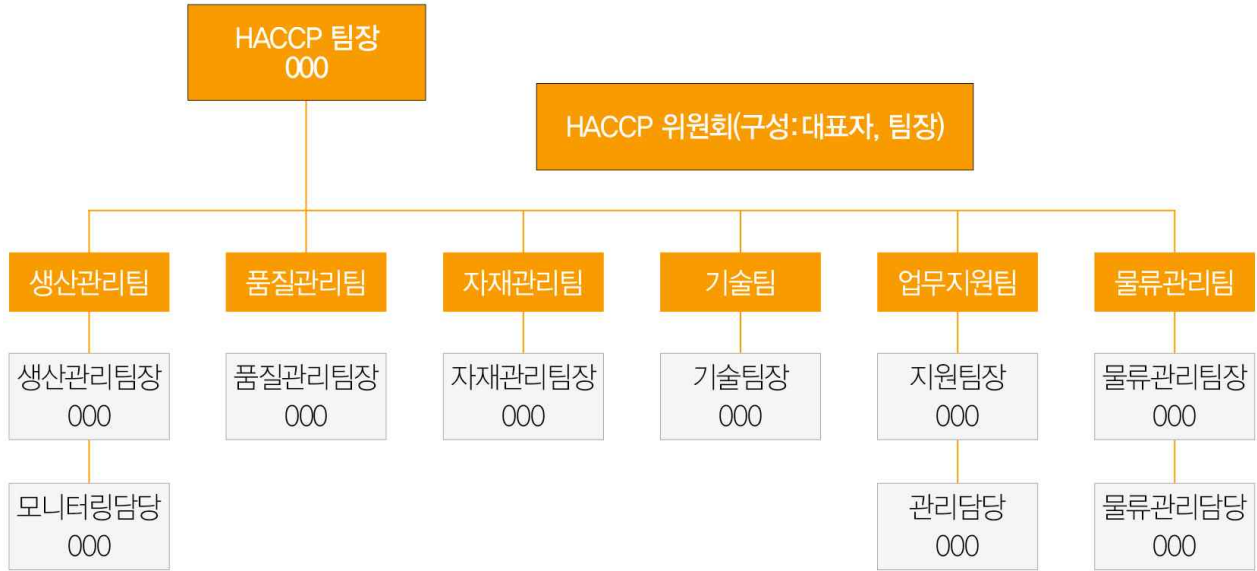 HACCP 팀장
000
HACCP 위원회(구성:대표자, 팀장)
생산관리팀
품질관리팀
자재관리팀
기술팀
업무지원팀
물류관리팀
생산관리팀장
000
품질관리팀장
000
자재관리팀장
000
기술팀장
000
지원팀장
000
물류관리팀장
000
모니터링담당
000
관리담당
000
물류관리담당
000